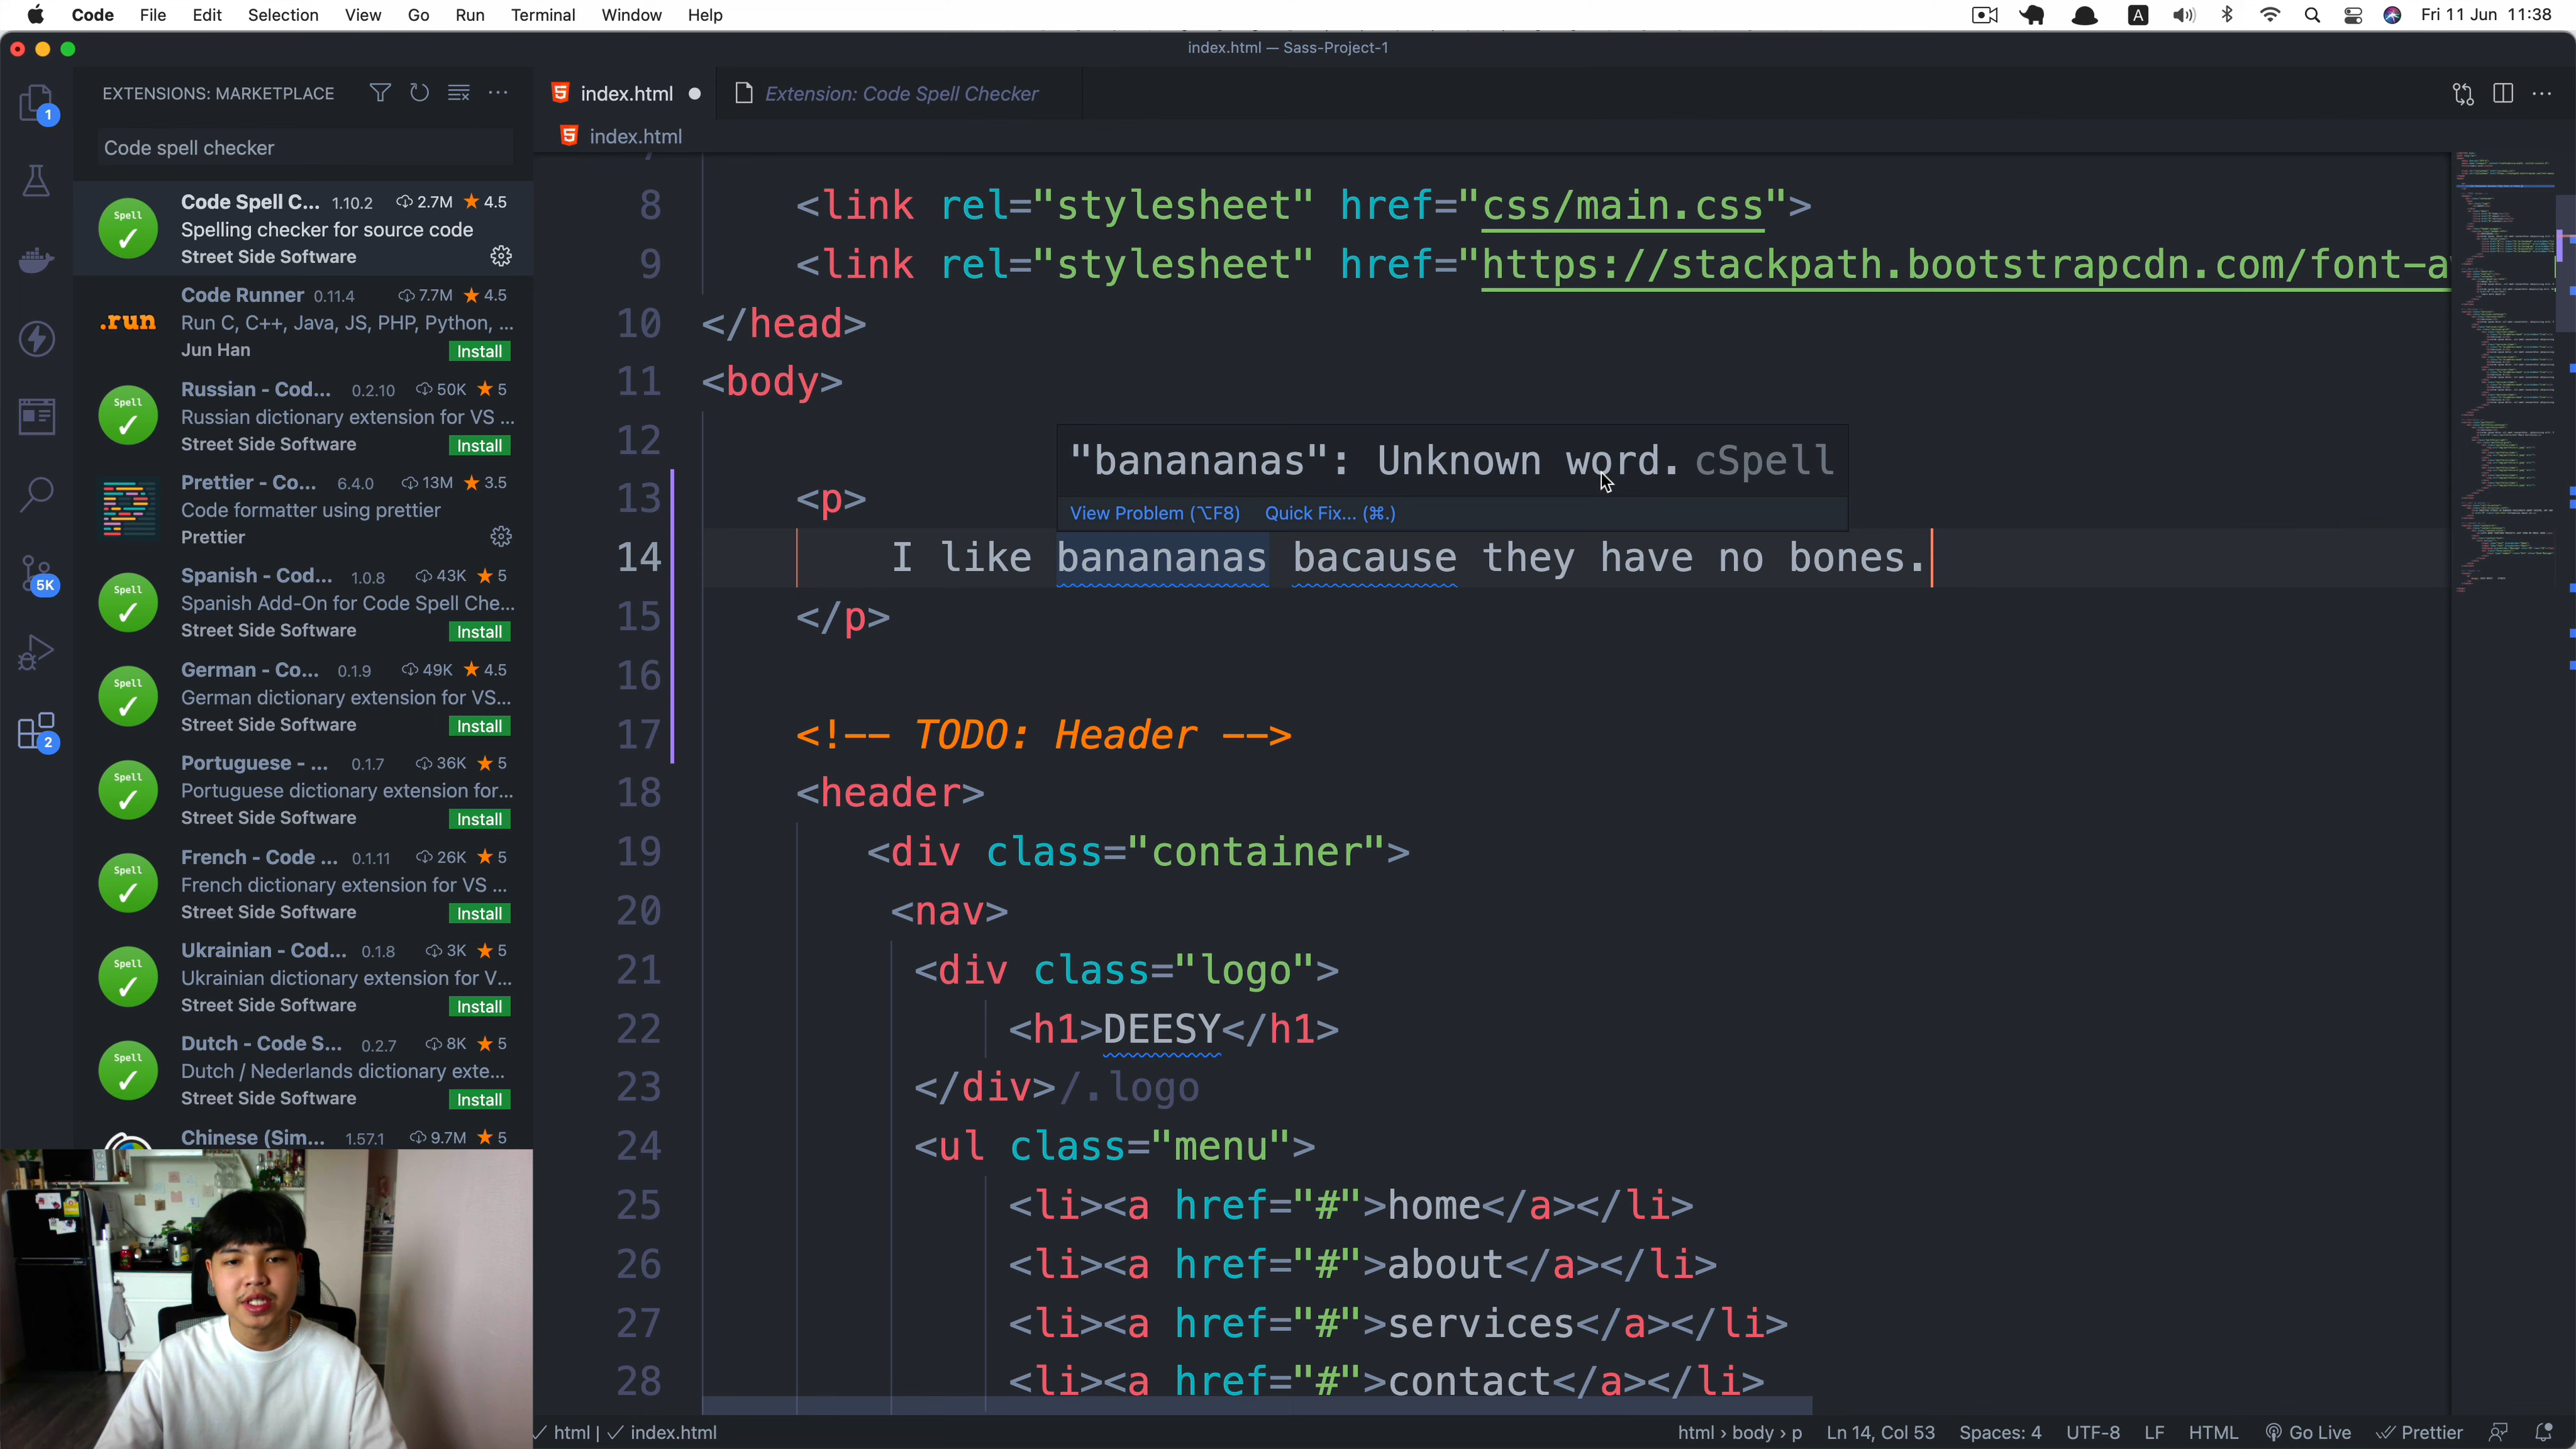 Code File Edit Selection View Go Run Terminal Window Help
A Fri 11 Jun 11:38
index.html — Sass-Project-1
EXTENSIONS: MARKETPLACE
Code spell checker
Code Spell C... 1.10.2 2.7M ★ 4.5
Spelling checker for source code
Street Side Software
Code Runner 0.11.4 7.7M ★ 4.5
.run
Run C, C++, Java, JS, PHP, Python, ...
Jun Han Install
Spell
Russian - Cod... 0.2.10 50K ★ 5
Russian dictionary extension for VS ...
Street Side Software Install
Prettier - Co... 6.4.0 13M ★ 3.5
Code formatter using prettier
Prettier
Spell
Spanish - Cod... 1.0.8 43K ★ 5
Spanish Add-On for Code Spell Che...
Street Side Software Install
Spell
German - Co... 0.1.9 49K ★ 4.5
German dictionary extension for VS...
Street Side Software Install
Spell
Portuguese - ... 0.1.7 36K ★ 5
Portuguese dictionary extension for...
Street Side Software Install
Spell
French - Code ... 0.1.11 26K ★ 5
French dictionary extension for VS ...
Street Side Software Install
Spell
Ukrainian - Cod... 0.1.8 3K ★ 5
Ukrainian dictionary extension for V...
Street Side Software Install
Spell
Dutch - Code S... 0.2.7 8K ★ 5
Dutch / Nederlands dictionary exte...
Street Side Software Install
Spell
Chinese (Sim... 1.57.1 9.7M ★ 5
1
5K
2
index.html Extension: Code Spell Checker
index.html
8 <link rel="stylesheet" href="css/main.css">
9 <link rel="stylesheet" href="https://stackpath.bootstrapcdn.com/font-a
10 </head>
11 <body>
12
"banananas": Unknown word. cSpell
13 <p>
View Problem (⌥F8) Quick Fix... (⌘.)
14 I like banananas bacause they have no bones.
15 </p>
16
17 <!-- TODO: Header -->
18 <header>
19 <div class="container">
20 <nav>
21 <div class="logo">
22 <h1>DEESY</h1>
23 </div>/.logo
24 <ul class="menu">
25 <li><a href="#">home</a></li>
26 <li><a href="#">about</a></li>
27 <li><a href="#">services</a></li>
28 <li><a href="#">contact</a></li>
✓ html | ✓ index.html html › body › p Ln 14, Col 53 Spaces: 4 UTF-8 LF HTML Go Live Prettier